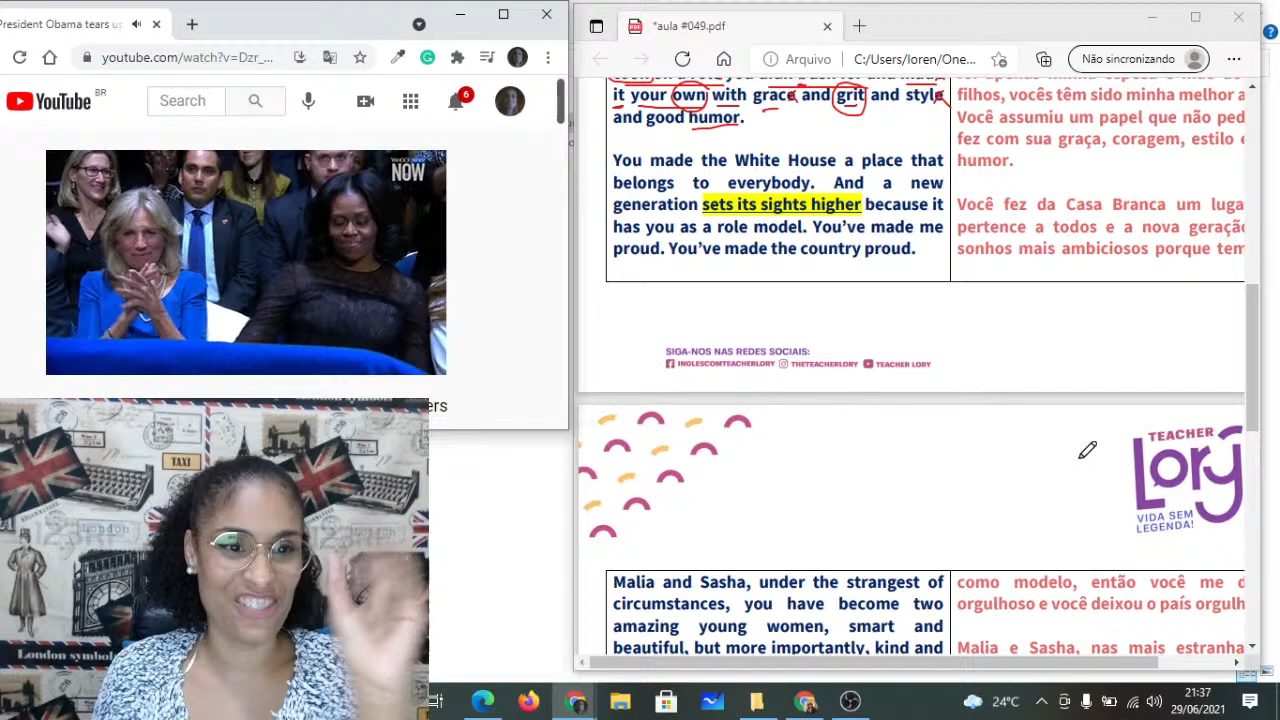 President Obama tears up
*aula #049.pdf
youtube.com/watch?v=Dzr_
Arquivo
C:/Users/loren/One...
Não sincronizando
YouTube BR
Search
6
YAHOO!
NOW
ers
it your own with grace and grit and style
and good humor.
You made the White House a place that
belongs to everybody. And a new
generation sets its sights higher because it
has you as a role model. You've made me
proud. You've made the country proud.
filhos, vocês têm sido minha melhor a
Você assumiu um papel que não ped
fez com sua graça, coragem, estilo e
humor.
Você fez da Casa Branca um luga
pertence a todos e a nova geração
sonhos mais ambiciosos porque tem
SIGA-NOS NAS REDES SOCIAIS:
INGLESCOMTEACHERLORY THETEACHERLORY TEACHER LORY
TEACHER
Lory
VIDA SEM
LEGENDA!
Malia and Sasha, under the strangest of
circumstances, you have become two
amazing young women, smart and
beautiful, but more importantly, kind and
como modelo, então você me d
orgulhoso e você deixou o país orgulh
Malia e Sasha, nas mais estranha
TAXI
London
London symbols
24°C
21:37
29/06/2021